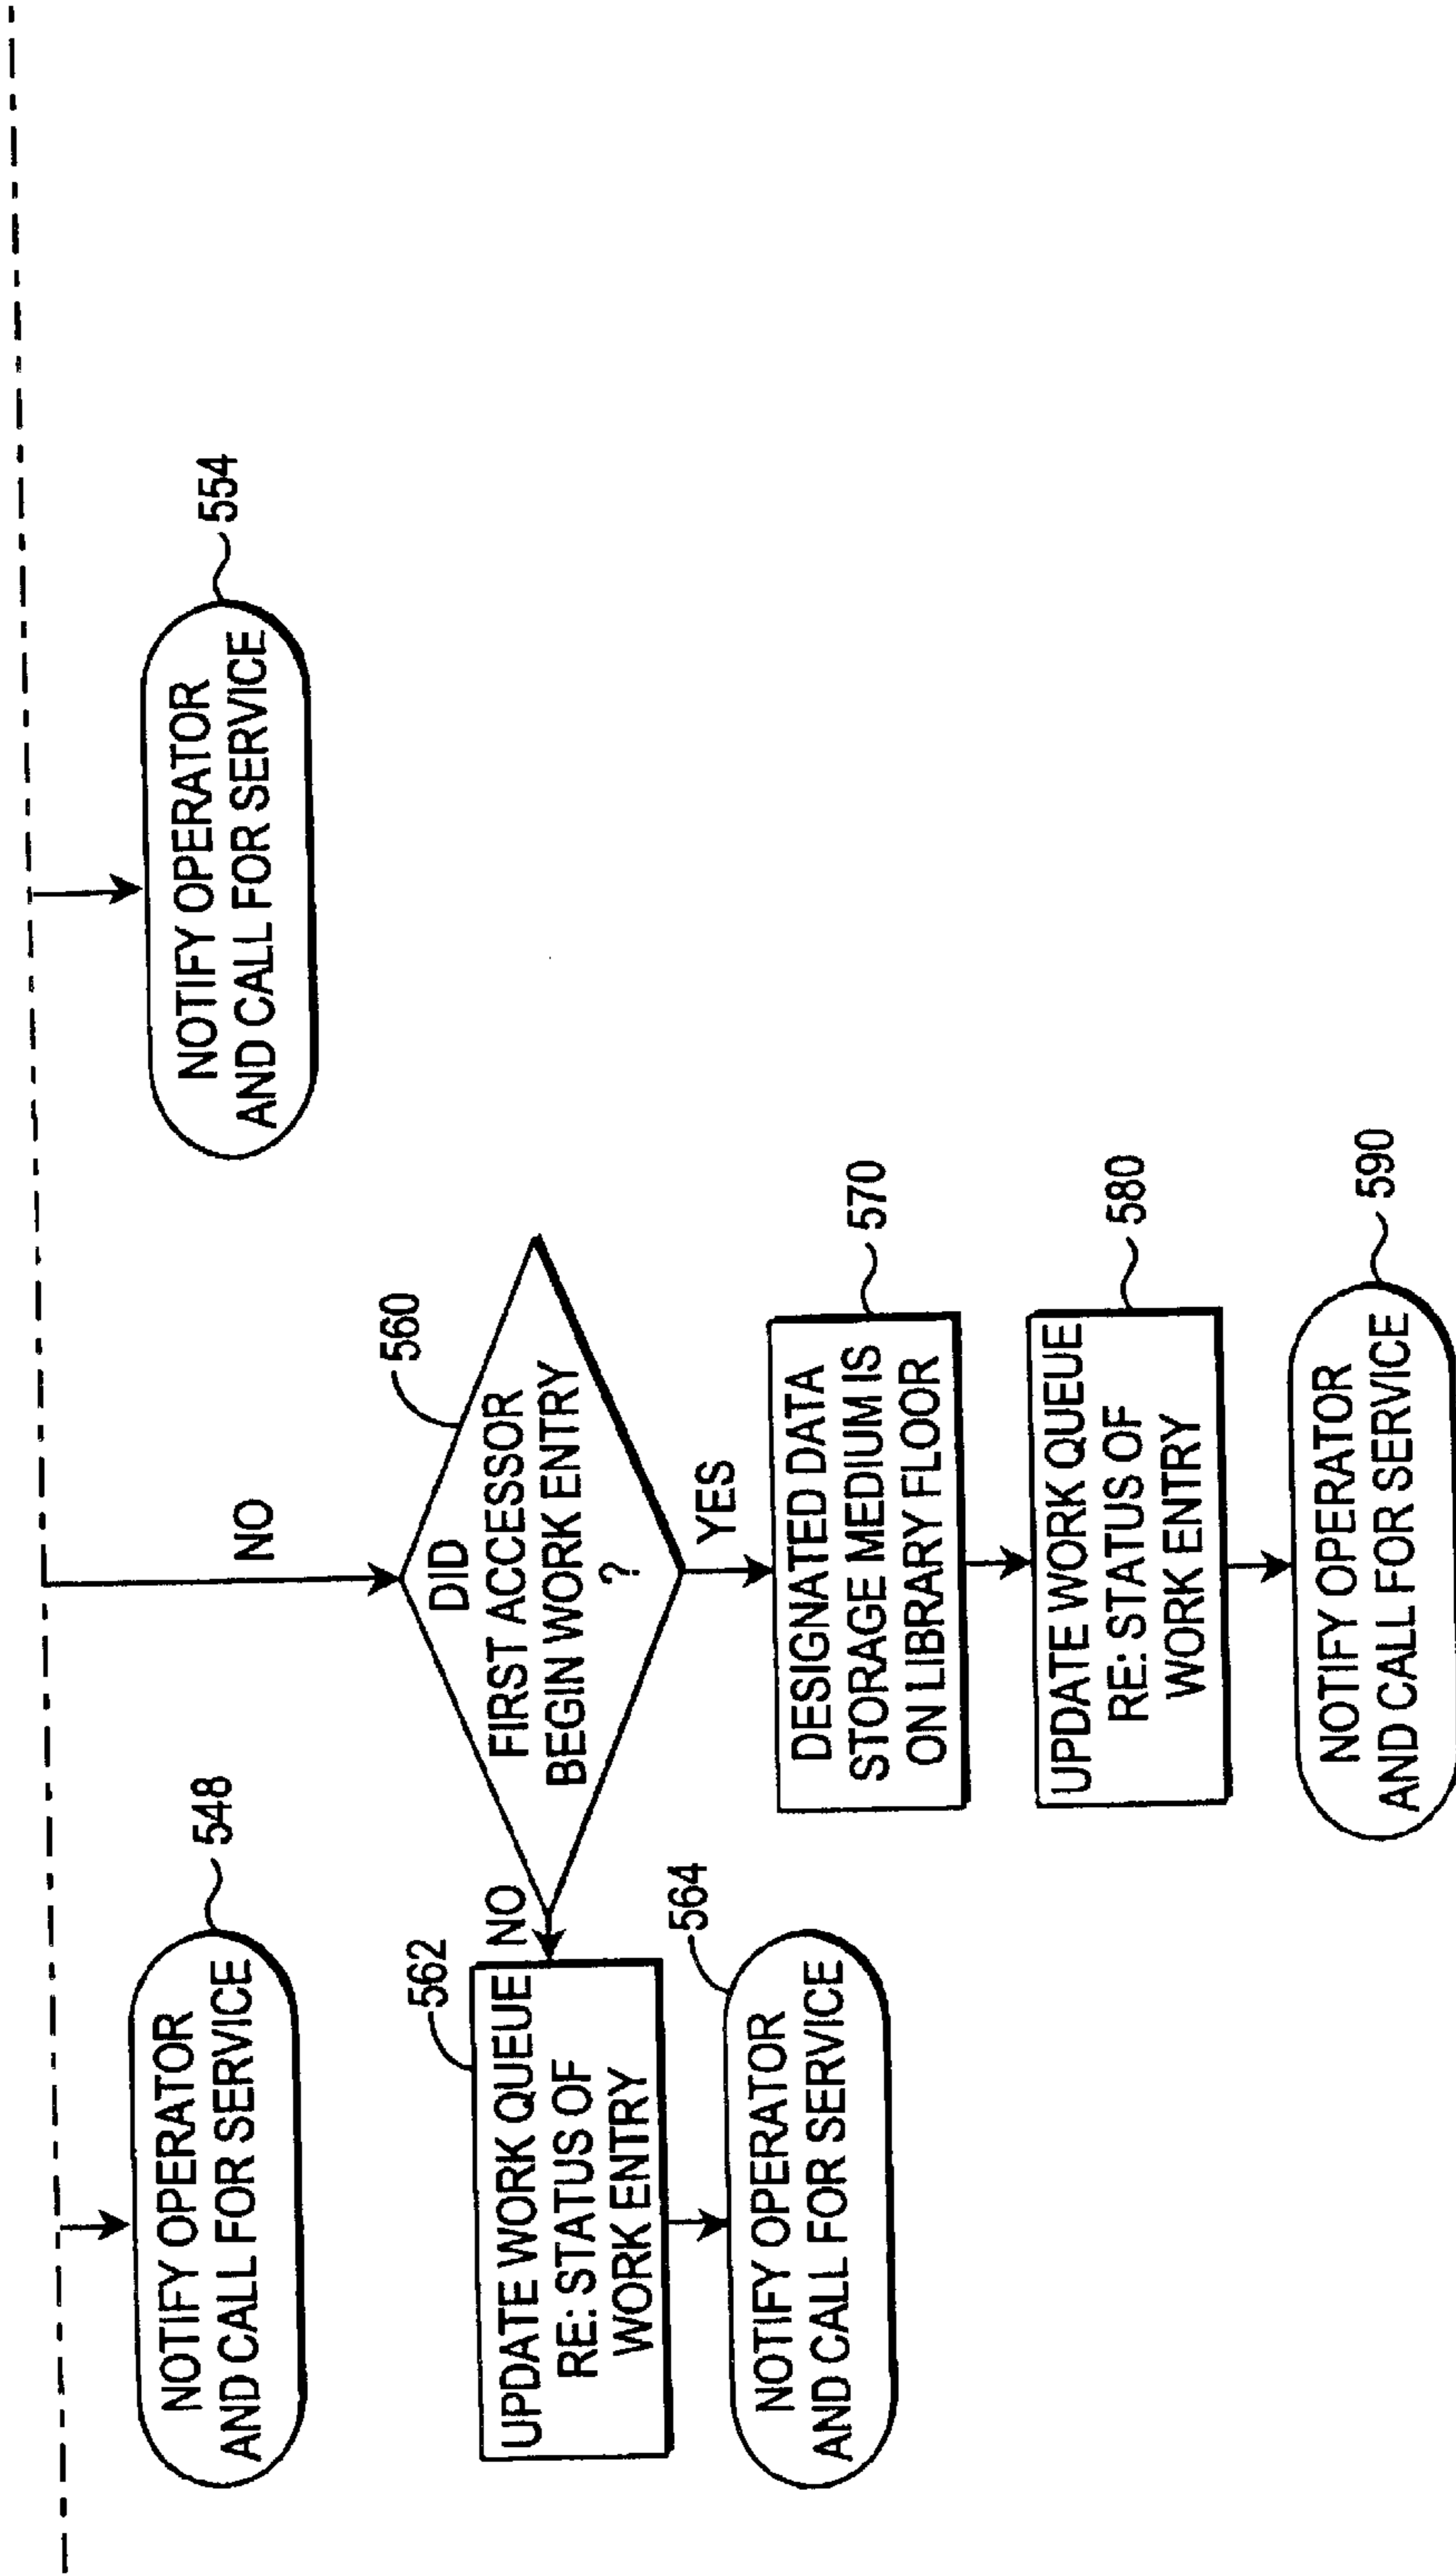 NOTIFY OPERATOR
AND CALL FOR SERVICE
548
NOTIFY OPERATOR
AND CALL FOR SERVICE
554
NO
DID
FIRST ACCESSOR
BEGIN WORK ENTRY
?
560
NO
YES
562
UPDATE WORK QUEUE
RE: STATUS OF
WORK ENTRY
564
NOTIFY OPERATOR
AND CALL FOR SERVICE
DESIGNATED DATA
STORAGE MEDIUM IS
ON LIBRARY FLOOR
570
UPDATE WORK QUEUE
RE: STATUS OF
WORK ENTRY
580
NOTIFY OPERATOR
AND CALL FOR SERVICE
590